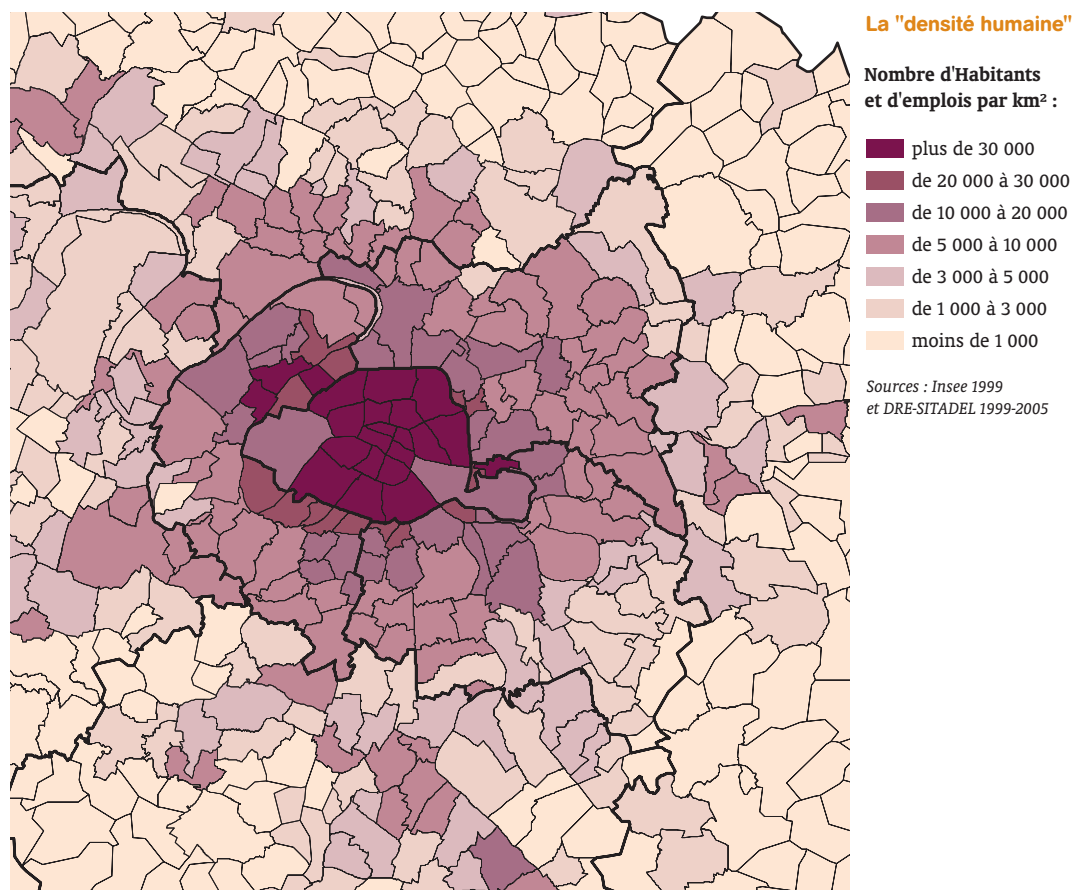 La "densité humaine"
Nombre d'Habitants
et d'emplois par km² :
plus de 30 000
de 20 000 à 30 000
de 10 000 à 20 000
de 5 000 à 10 000
de 3 000 à 5 000
de 1 000 à 3 000
moins de 1 000
Sources : Insee 1999
et DRE-SITADEL 1999-2005